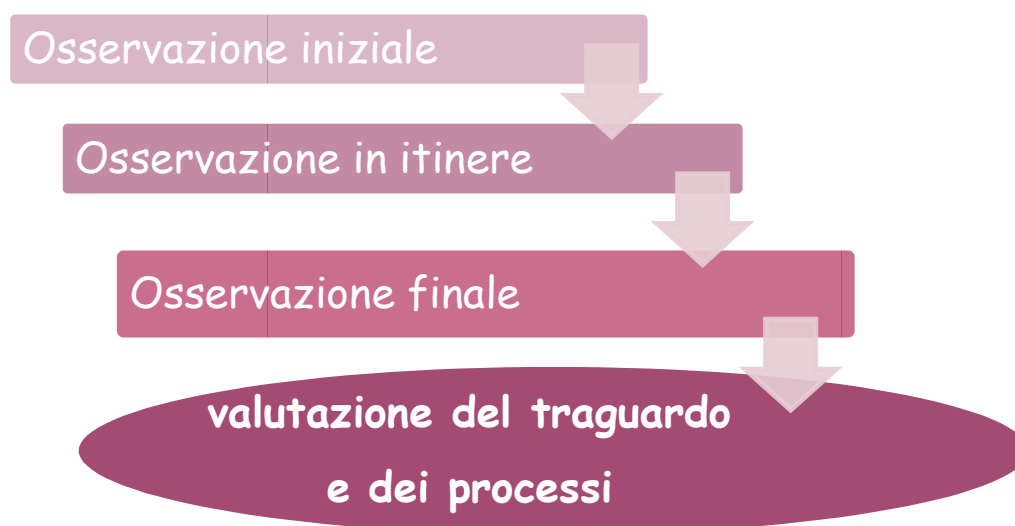 Osservazione iniziale
Osservazione in itinere
Osservazione finale
valutazione del traguardo
e dei processi